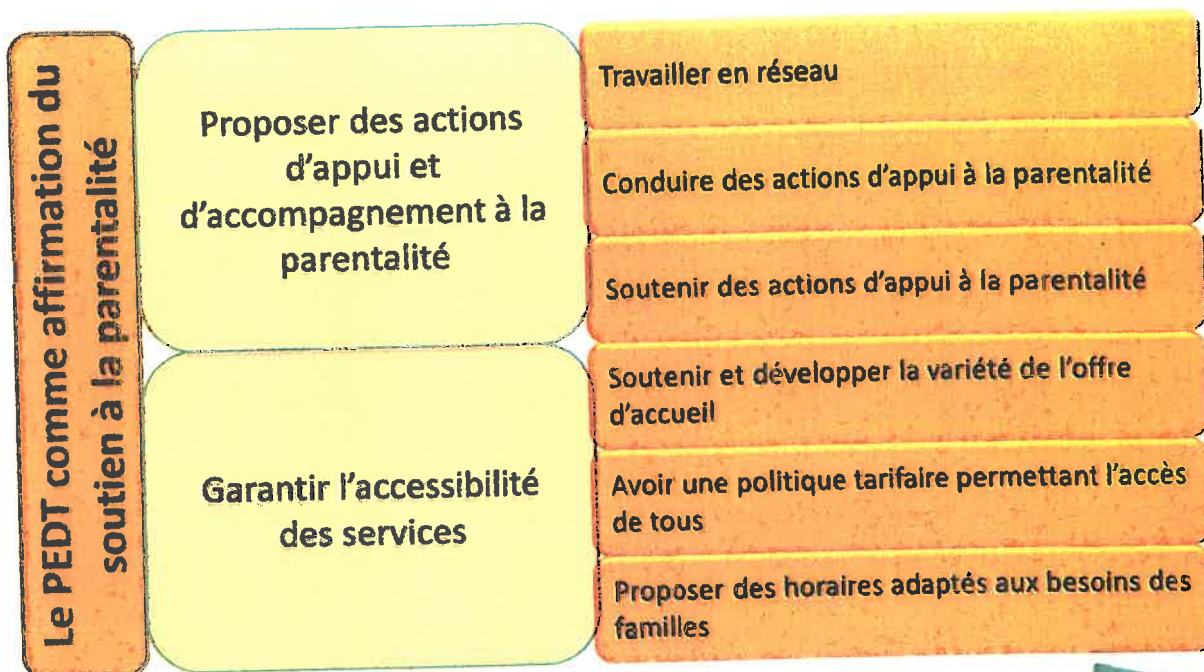 Le PEDT comme affirmation du
soutien à la parentalité
Proposer des actions
d'appui et
d'accompagnement à la
parentalité
Travailler en réseau
Conduire des actions d'appui à la parentalité
Soutenir des actions d'appui à la parentalité
Garantir l'accessibilité
des services
Soutenir et développer la variété de l'offre
d'accueil
Avoir une politique tarifaire permettant l'accès
de tous
Proposer des horaires adaptés aux besoins des
familles